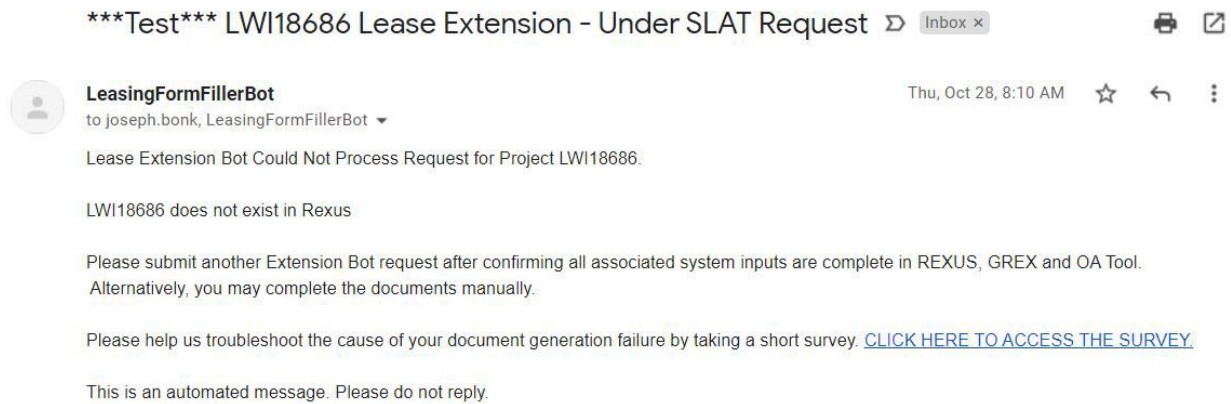 ***Test*** LWI18686 Lease Extension - Under SLAT Request Inbox ×
LeasingFormFillerBot Thu, Oct 28, 8:10 AM
to joseph.bonk, LeasingFormFillerBot
Lease Extension Bot Could Not Process Request for Project LWI18686.
LWI18686 does not exist in Rexus
Please submit another Extension Bot request after confirming all associated system inputs are complete in REXUS, GREX and OA Tool.
Alternatively, you may complete the documents manually.
Please help us troubleshoot the cause of your document generation failure by taking a short survey. CLICK HERE TO ACCESS THE SURVEY.
This is an automated message. Please do not reply.